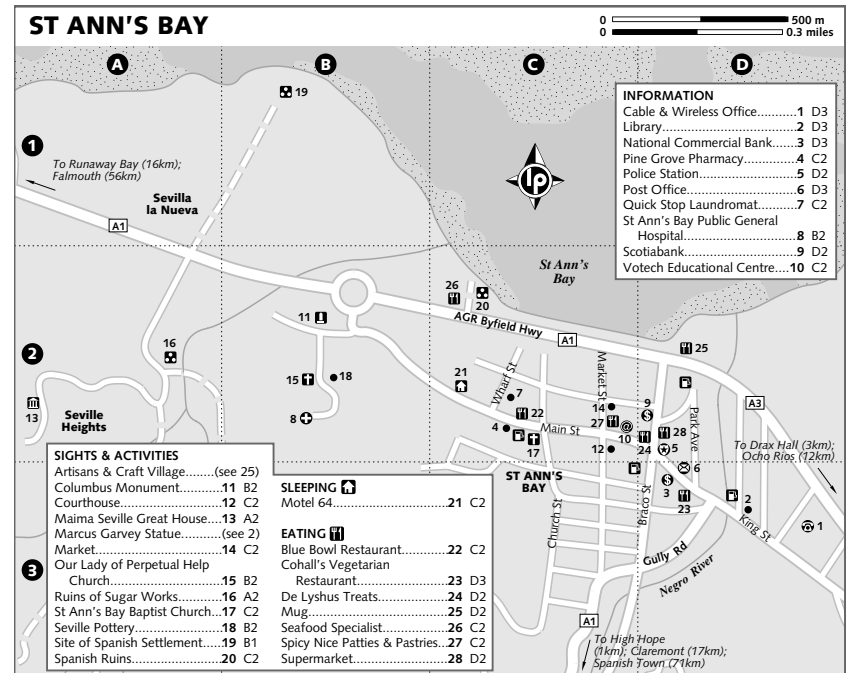 ST ANN'S BAY
0 500 m
0 0.3 miles
A B C D
1
2
3
To Runaway Bay (16km);
Falmouth (56km)
Sevilla
la Nueva
A1
19
lp
INFORMATION
Cable & Wireless Office...........1 D3
Library...........2 D3
National Commercial Bank......3 D3
Pine Grove Pharmacy...........4 C2
Police Station...........5 D2
Post Office...........6 D3
Quick Stop Laundromat..........7 C2
St Ann's Bay Public General
Hospital...........8 B2
Scotiabank...........9 D2
Votech Educational Centre....10 C2
St Ann's
Bay
26
20
AGR Byfield Hwy
A1
11
16
15
18
8
13
Seville
Heights
21
Wharf St
7
22
4
17
Main St
Market St
14
27
10
12
9
24
28
5
25
Park Ave
A3
To Drax Hall (3km);
Ocho Rios (12km)
6
3
23
2
King St
1
ST ANN'S
BAY
Church St
Braco St
Gully Rd
Negro River
A1
To High Hope
(1km); Claremont (17km);
Spanish Town (71km)
SIGHTS & ACTIVITIES
Artisans & Craft Village........(see 25)
Columbus Monument...........11 B2
Courthouse...........12 C2
Maima Seville Great House....13 A2
Marcus Garvey Statue..........(see 2)
Market...........14 C2
Our Lady of Perpetual Help
Church...........15 B2
Ruins of Sugar Works...........16 A2
St Ann's Bay Baptist Church...17 C2
Seville Pottery...........18 B2
Site of Spanish Settlement.....19 B1
Spanish Ruins...........20 C2
SLEEPING
Motel 64...........21 C2
EATING
Blue Bowl Restaurant...........22 C2
Cohall's Vegetarian
Restaurant...........23 D3
De Lyshus Treats...........24 D2
Mug...........25 D2
Seafood Specialist...........26 C2
Spicy Nice Patties & Pastries...27 C2
Supermarket...........28 D2